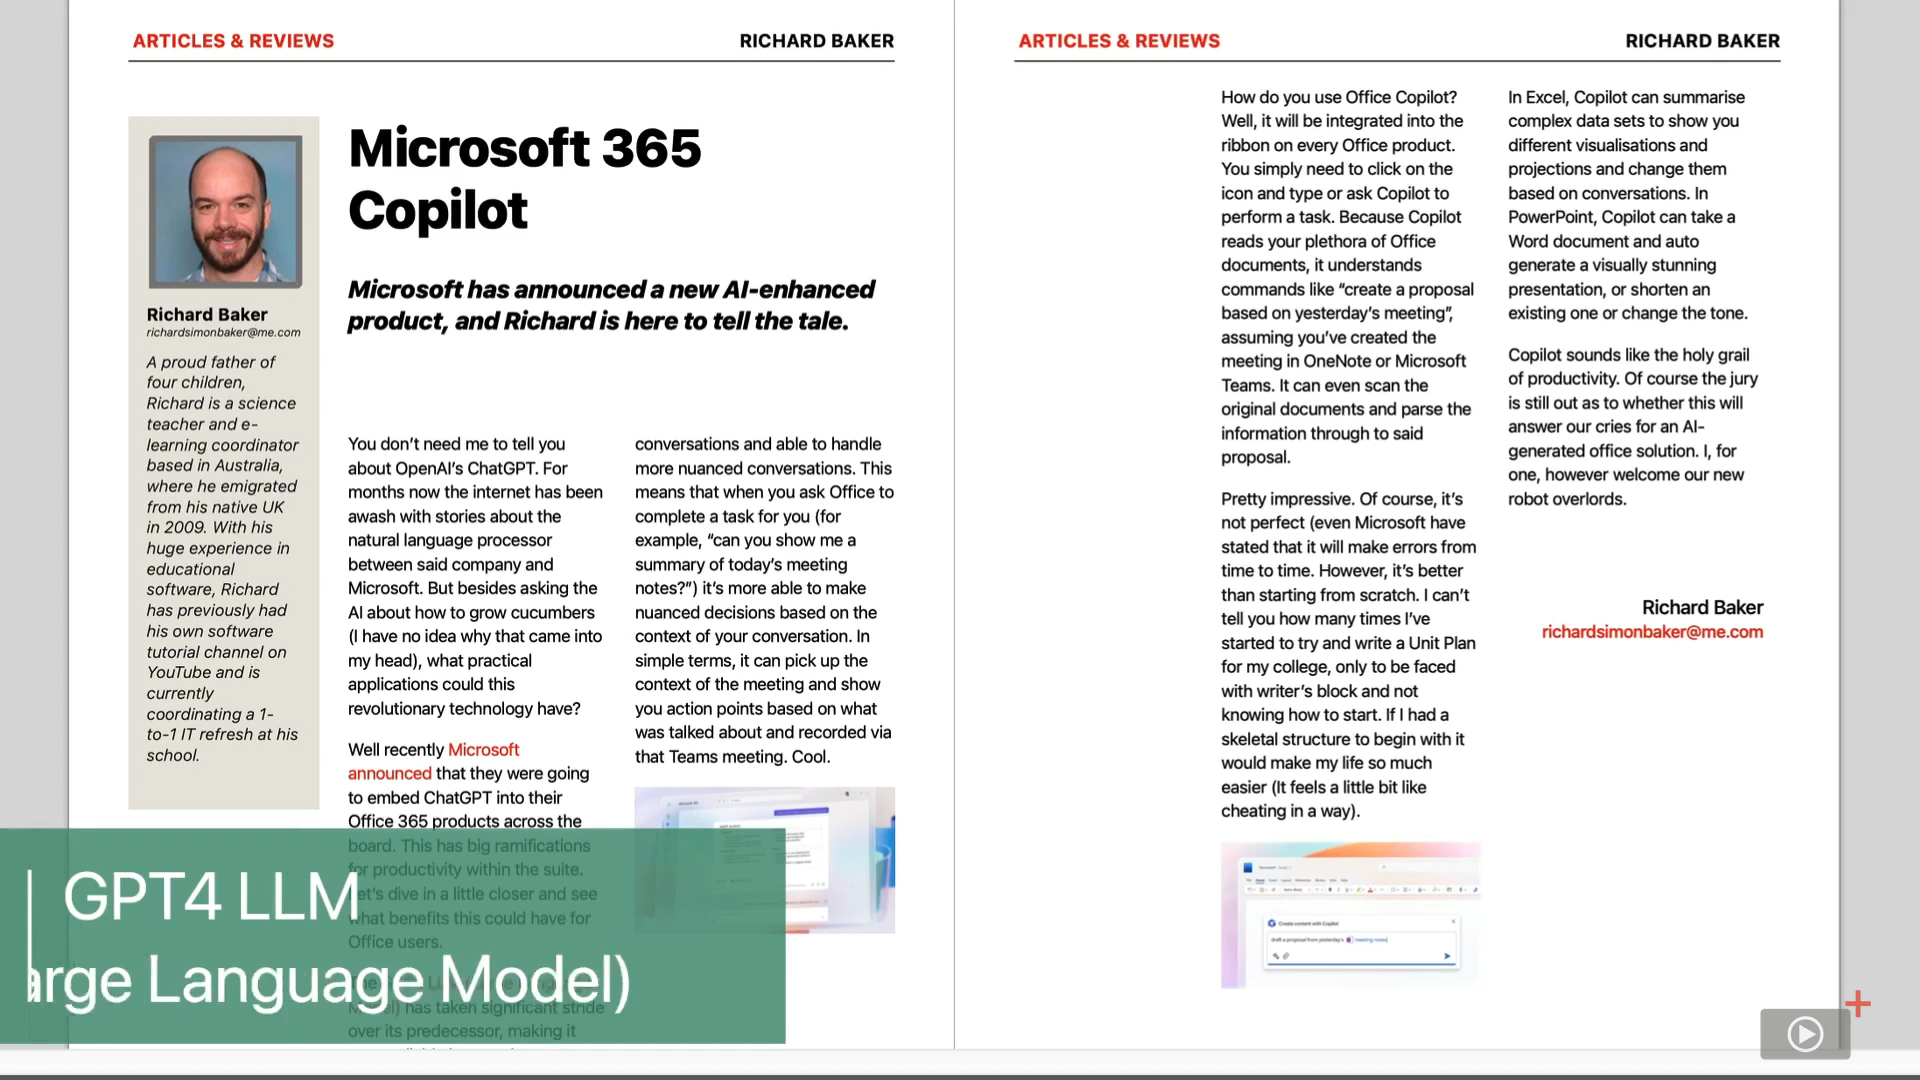 ARTICLES & REVIEWS
RICHARD BAKER
Richard Baker
richardsimonbaker@me.com
A proud father of
four children,
Richard is a science
teacher and e-
learning coordinator
based in Australia,
where he emigrated
from his native UK
in 2009. With his
huge experience in
educational
software, Richard
has previously had
his own software
tutorial channel on
YouTube and is
currently
coordinating a 1-
to-1 IT refresh at his
school.
Microsoft 365
Copilot
Microsoft has announced a new AI-enhanced
product, and Richard is here to tell the tale.
You don’t need me to tell you
about OpenAI’s ChatGPT. For
months now the internet has been
awash with stories about the
natural language processor
between said company and
Microsoft. But besides asking the
AI about how to grow cucumbers
(I have no idea why that came into
my head), what practical
applications could this
revolutionary technology have?
Well recently Microsoft
announced that they were going
to embed ChatGPT into their
Office 365 products across the
board. This has big ramifications
for productivity within the suite.
Let’s dive in a little closer and see
what benefits this could have for
Office users.
has taken significant stride
over its predecessor, making it
conversations and able to handle
more nuanced conversations. This
means that when you ask Office to
complete a task for you (for
example, “can you show me a
summary of today’s meeting
notes?”) it’s more able to make
nuanced decisions based on the
context of your conversation. In
simple terms, it can pick up the
context of the meeting and show
you action points based on what
was talked about and recorded via
that Teams meeting. Cool.
GPT4 LLM
arge Language Model)
ARTICLES & REVIEWS
RICHARD BAKER
How do you use Office Copilot?
Well, it will be integrated into the
ribbon on every Office product.
You simply need to click on the
icon and type or ask Copilot to
perform a task. Because Copilot
reads your plethora of Office
documents, it understands
commands like “create a proposal
based on yesterday’s meeting”,
assuming you’ve created the
meeting in OneNote or Microsoft
Teams. It can even scan the
original documents and parse the
information through to said
proposal.
Pretty impressive. Of course, it’s
not perfect (even Microsoft have
stated that it will make errors from
time to time. However, it’s better
than starting from scratch. I can’t
tell you how many times I’ve
started to try and write a Unit Plan
for my college, only to be faced
with writer’s block and not
knowing how to start. If I had a
skeletal structure to begin with it
would make my life so much
easier (It feels a little bit like
cheating in a way).
Create content with Copilot
draft a proposal from yesterday's meeting notes
In Excel, Copilot can summarise
complex data sets to show you
different visualisations and
projections and change them
based on conversations. In
PowerPoint, Copilot can take a
Word document and auto
generate a visually stunning
presentation, or shorten an
existing one or change the tone.
Copilot sounds like the holy grail
of productivity. Of course the jury
is still out as to whether this will
answer our cries for an AI-
generated office solution. I, for
one, however welcome our new
robot overlords.
Richard Baker
richardsimonbaker@me.com